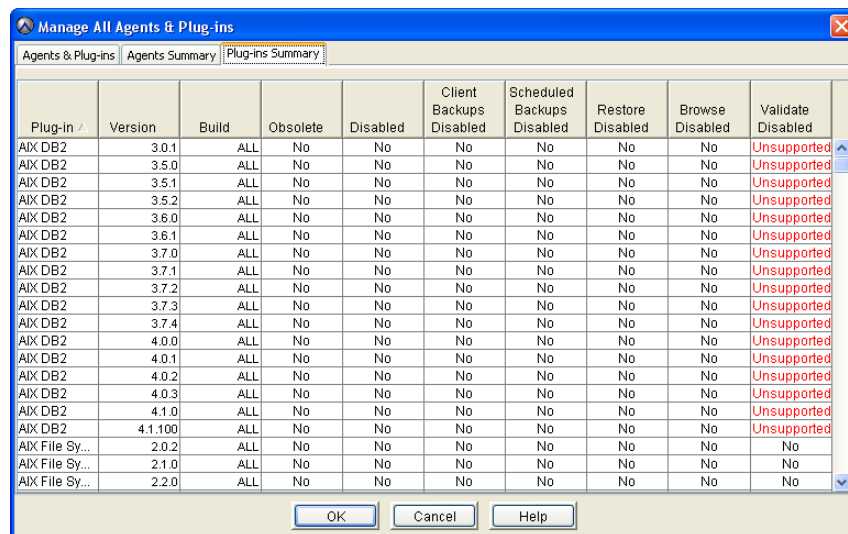 Manage All Agents & Plug-ins
Agents & Plug-ins Agents Summary Plug-ins Summary
Plug-in Version Build Obsolete Disabled Client Backups Disabled Scheduled Backups Disabled Restore Disabled Browse Disabled Validate Disabled
AIX DB2 3.0.1 ALL No No No No No No Unsupported
AIX DB2 3.5.0 ALL No No No No No No Unsupported
AIX DB2 3.5.1 ALL No No No No No No Unsupported
AIX DB2 3.5.2 ALL No No No No No No Unsupported
AIX DB2 3.6.0 ALL No No No No No No Unsupported
AIX DB2 3.6.1 ALL No No No No No No Unsupported
AIX DB2 3.7.0 ALL No No No No No No Unsupported
AIX DB2 3.7.1 ALL No No No No No No Unsupported
AIX DB2 3.7.2 ALL No No No No No No Unsupported
AIX DB2 3.7.3 ALL No No No No No No Unsupported
AIX DB2 3.7.4 ALL No No No No No No Unsupported
AIX DB2 4.0.0 ALL No No No No No No Unsupported
AIX DB2 4.0.1 ALL No No No No No No Unsupported
AIX DB2 4.0.2 ALL No No No No No No Unsupported
AIX DB2 4.0.3 ALL No No No No No No Unsupported
AIX DB2 4.1.0 ALL No No No No No No Unsupported
AIX DB2 4.1.100 ALL No No No No No No Unsupported
AIX File Sy... 2.0.2 ALL No No No No No No No
AIX File Sy... 2.1.0 ALL No No No No No No No
AIX File Sy... 2.2.0 ALL No No No No No No No
OK Cancel Help